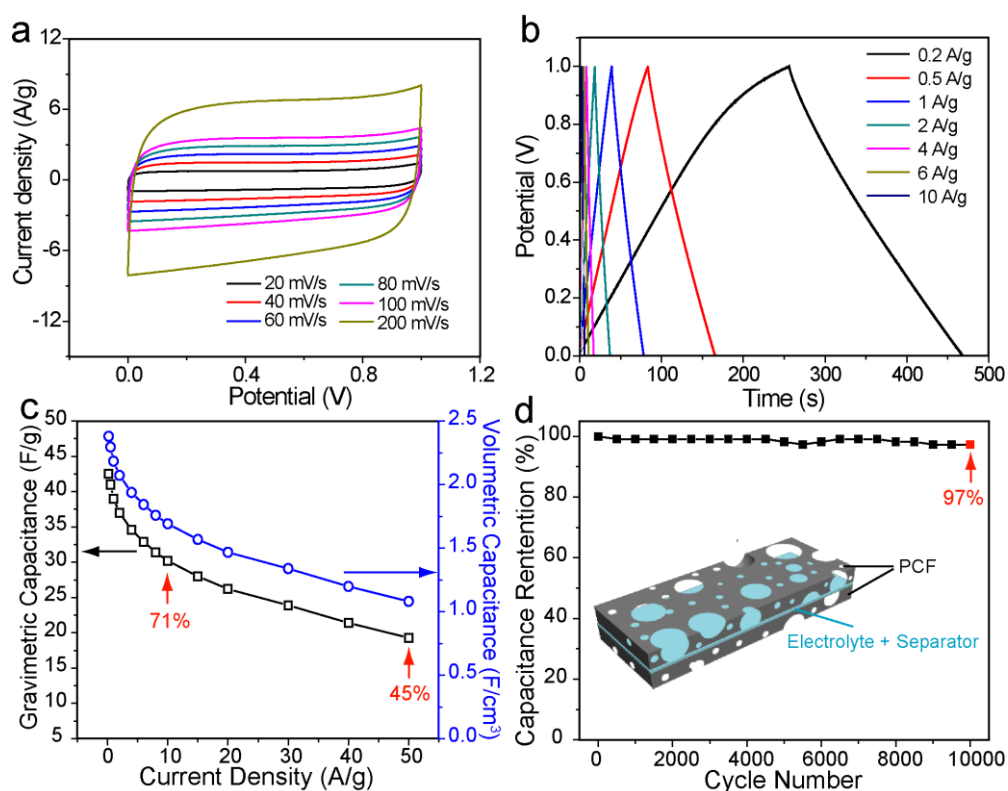 a
12
6
0
-6
-12
Current density (A/g)
20 mV/s
40 mV/s
60 mV/s
80 mV/s
100 mV/s
200 mV/s
0.0
0.4
0.8
1.2
Potential (V)
b
1.0
0.8
0.6
0.4
0.2
0.0
Potential (V)
0.2 A/g
0.5 A/g
1 A/g
2 A/g
4 A/g
6 A/g
10 A/g
0
100
200
300
400
500
Time (s)
c
50
45
40
35
30
25
20
15
10
5
Gravimetric Capacitance (F/g)
2.5
2.0
1.5
1.0
0.5
0.0
Volumetric Capacitance (F/cm³)
71%
45%
0
10
20
30
40
50
Current Density (A/g)
d
100
80
60
40
20
0
Capacitance Rentention (%)
97%
PCF
Electrolyte + Separator
0
2000
4000
6000
8000
10000
Cycle Number